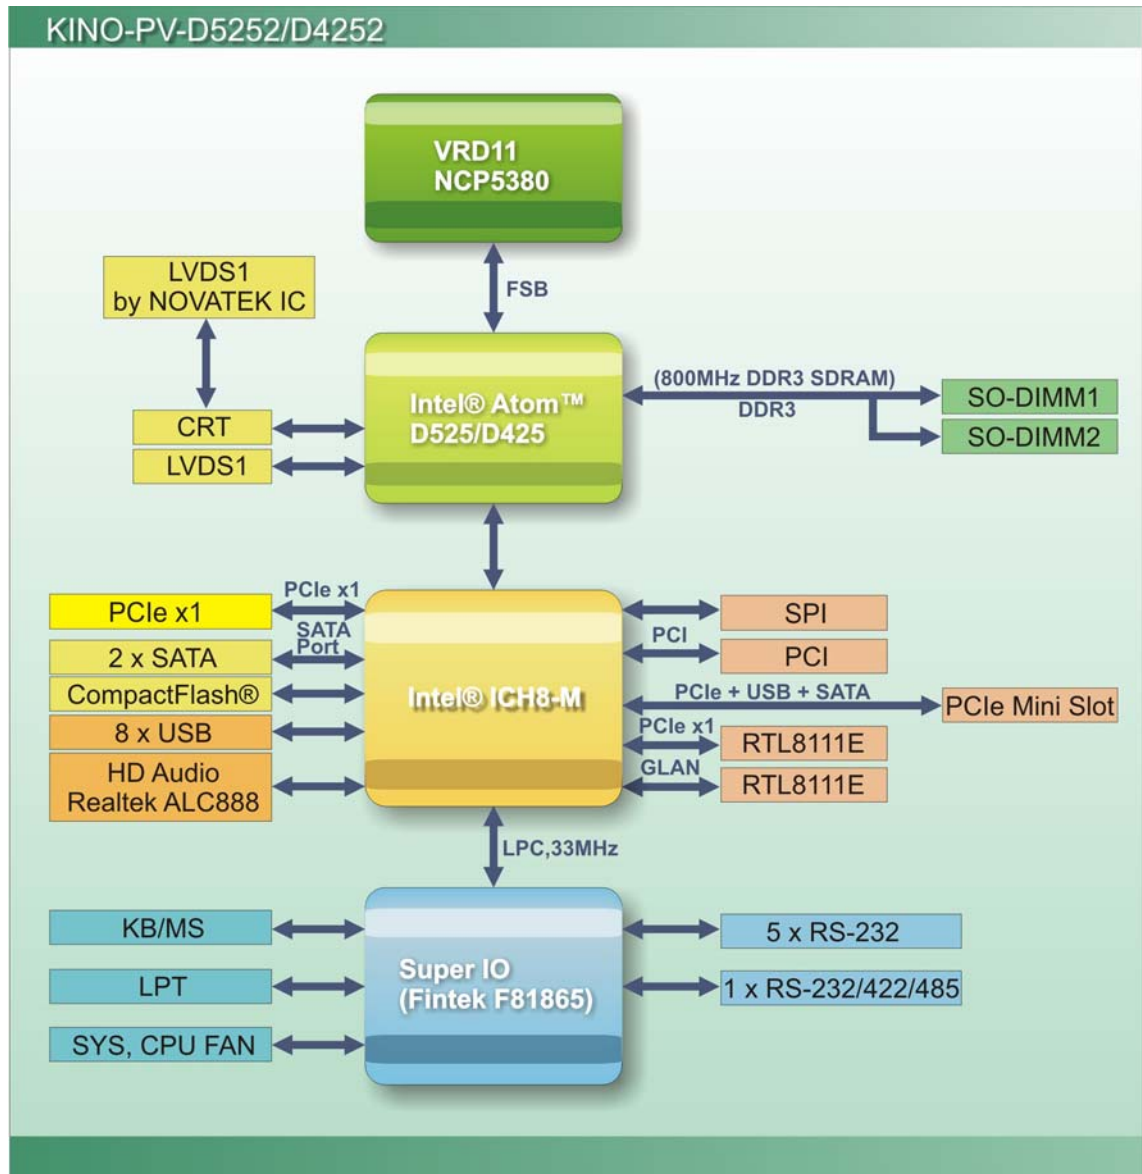 KINO-PV-D5252/D4252
VRD11
NCP5380
FSB
LVDS1
by NOVATEK IC
Intel® Atom™
D525/D425
(800MHz DDR3 SDRAM)
DDR3
SO-DIMM1
SO-DIMM2
CRT
LVDS1
PCIe x1
PCIe x1
SATA
Port
2 x SATA
CompactFlash®
8 x USB
HD Audio
Realtek ALC888
Intel® ICH8-M
SPI
PCI
PCI
PCIe + USB + SATA
PCIe Mini Slot
PCIe x1
RTL8111E
GLAN
RTL8111E
LPC,33MHz
KB/MS
LPT
SYS, CPU FAN
Super IO
(Fintek F81865)
5 x RS-232
1 x RS-232/422/485